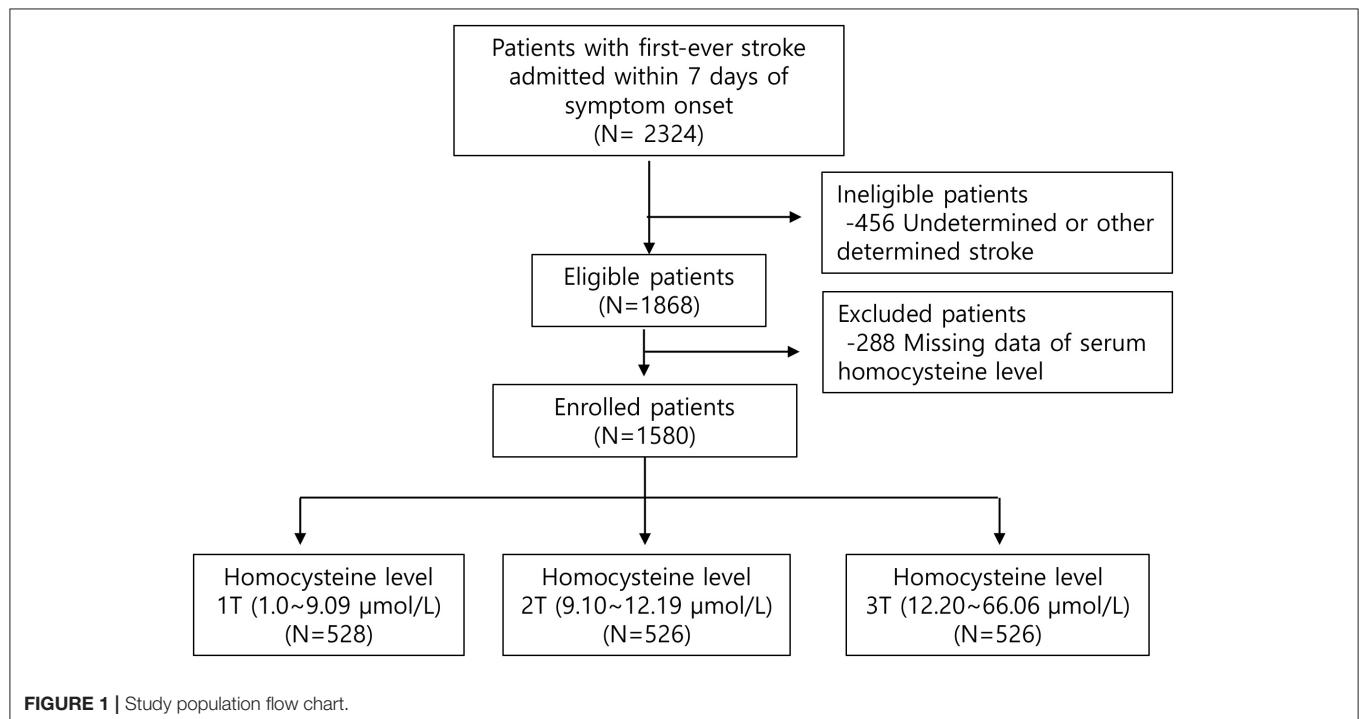 Patients with first-ever stroke
admitted within 7 days of
symptom onset
(N= 2324)
Ineligible patients
-456 Undetermined or other
determined stroke
Eligible patients
(N=1868)
Excluded patients
-288 Missing data of serum
homocysteine level
Enrolled patients
(N=1580)
Homocysteine level
1T (1.0~9.09 µmol/L)
(N=528)
Homocysteine level
2T (9.10~12.19 µmol/L)
(N=526)
Homocysteine level
3T (12.20~66.06 µmol/L)
(N=526)
FIGURE 1 | Study population flow chart.